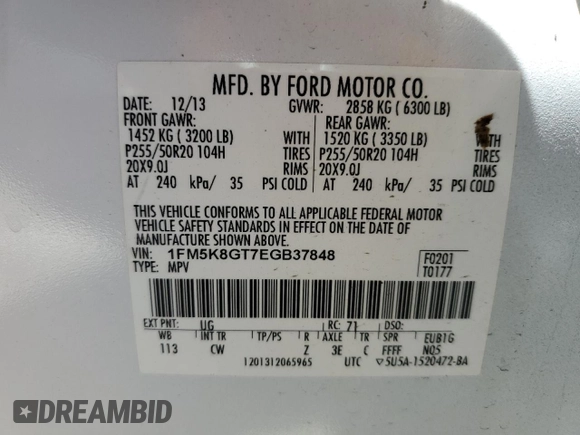 MFD. BY FORD MOTOR CO.
DATE: 12/13 GVWR: 2858 KG ( 6300 LB)
FRONT GAWR: REAR GAWR:
1452 KG ( 3200 LB) WITH 1520 KG ( 3350 LB) WITH
P255/50R20 104H TIRES P255/50R20 104H TIRES
20X9.0J RIMS 20X9.0J RIMS
AT 240 kPa/ 35 PSI COLD AT 240 kPa/ 35 PSI COLD
THIS VEHICLE CONFORMS TO ALL APPLICABLE FEDERAL MOTOR
VEHICLE SAFETY STANDARDS IN EFFECT ON THE DATE OF
MANUFACTURE SHOWN ABOVE.
VIN: 1FM5K8GT7EGB37848 F0201
TYPE: MPV T0177
EXT PNT: UG RC: 71 DSO:
WB INT TR TP/PS R AXLE TR SPR EUB1G
113 CW Z 3E C FFFF NQ5
1201312065965 UTC ▽5U5A-1520472-BA
DREAMBID